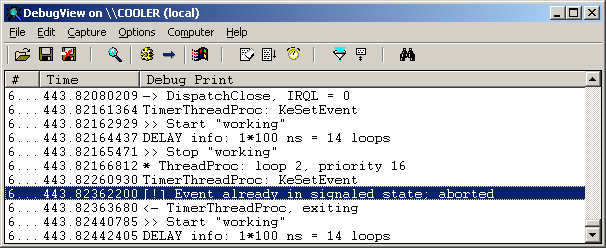 DebugView on \\COOLER (local)
File Edit Capture Options Computer Help
# Time Debug Print
6... 443.82080209 -> DispatchClose, IRQL = 0
6... 443.82161364 TimerThreadProc: KeSetEvent
6... 443.82162929 >> Start "working"
6... 443.82164437 DELAY info: 1*100 ns = 14 loops
6... 443.82165471 >> Stop "working"
6... 443.82166812 * ThreadProc: loop 2, priority 16
6... 443.82260930 TimerThreadProc: KeSetEvent
6... 443.82362200 [!] Event already in signaled state; aborted
6... 443.82363680 <- TimerThreadProc, exiting
6... 443.82440785 >> Start "working"
6... 443.82442405 DELAY info: 1*100 ns = 14 loops